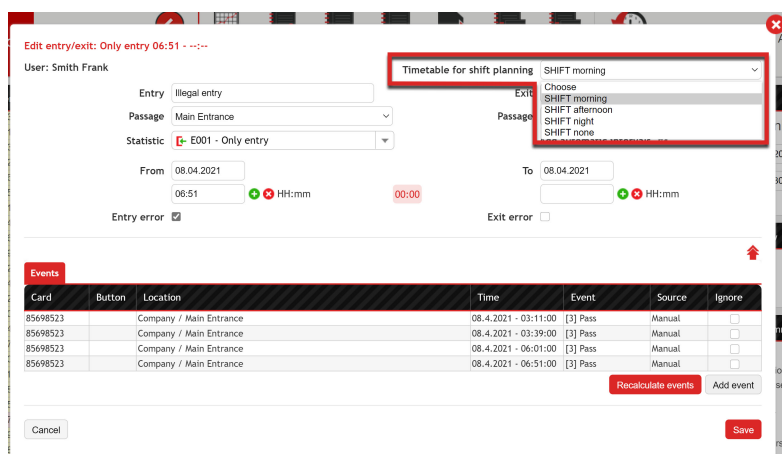 Edit entry/exit: Only entry 06:51 - --:--
User: Smith Frank
Timetable for shift planning SHIFT morning
Choose
SHIFT morning
SHIFT afternoon
SHIFT night
SHIFT none
Entry Illegal entry Exit
Passage Main Entrance Passage
Statistic E001 - Only entry
From 08.04.2021 To 08.04.2021
06:51 HH:mm 00:00 HH:mm
Entry error Exit error
Events
Card Button Location Time Event Source Ignore
85698523 Company / Main Entrance 08.4.2021 - 03:11:00 [3] Pass Manual
85698523 Company / Main Entrance 08.4.2021 - 03:39:00 [3] Pass Manual
85698523 Company / Main Entrance 08.4.2021 - 06:01:00 [3] Pass Manual
85698523 Company / Main Entrance 08.4.2021 - 06:51:00 [3] Pass Manual
Recalculate events Add event
Cancel Save